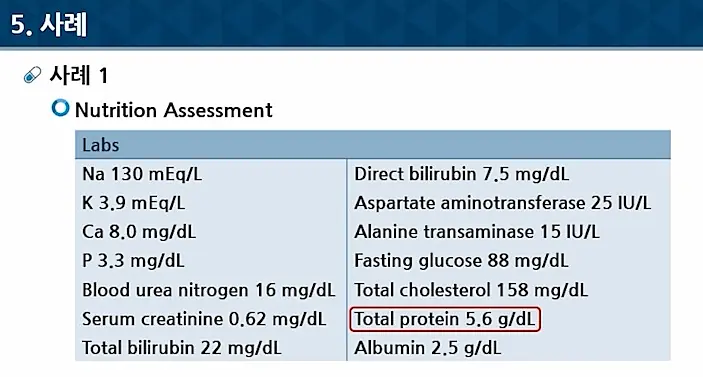 5. 사례
사례 1
Nutrition Assessment
Labs
Na 130 mEq/L
K 3.9 mEq/L
Ca 8.0 mg/dL
P 3.3 mg/dL
Blood urea nitrogen 16 mg/dL
Serum creatinine 0.62 mg/dL
Total bilirubin 22 mg/dL
Direct bilirubin 7.5 mg/dL
Aspartate aminotransferase 25 IU/L
Alanine transaminase 15 IU/L
Fasting glucose 88 mg/dL
Total cholesterol 158 mg/dL
Total protein 5.6 g/dL
Albumin 2.5 g/dL